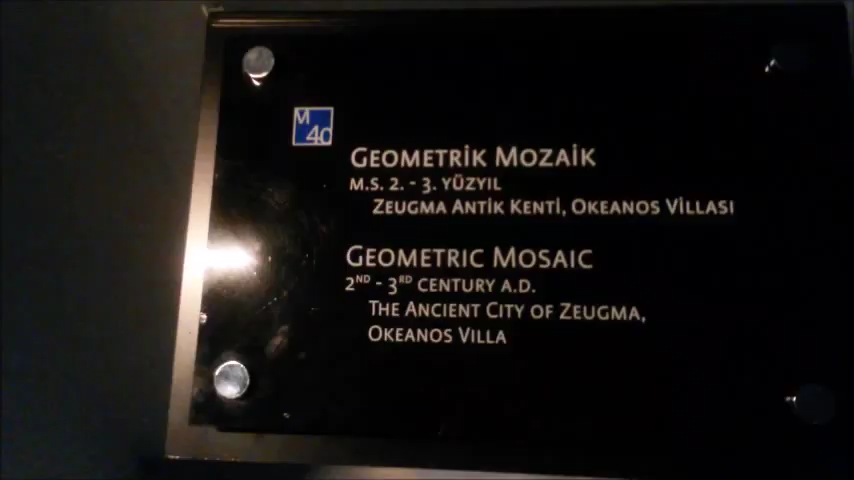 M
40
GEOMETRİK MOZAİK
M.S. 2. - 3. YÜZYIL
ZEUGMA ANTİK KENTİ, OKEANOS VİLLASI
GEOMETRIC MOSAIC
2ND - 3RD CENTURY A.D.
THE ANCIENT CITY OF ZEUGMA,
OKEANOS VILLA